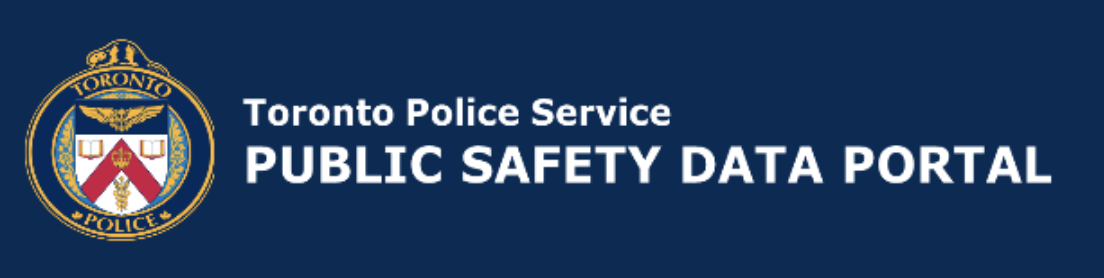 TORONTO
POLICE
Toronto Police Service
PUBLIC SAFETY DATA PORTAL